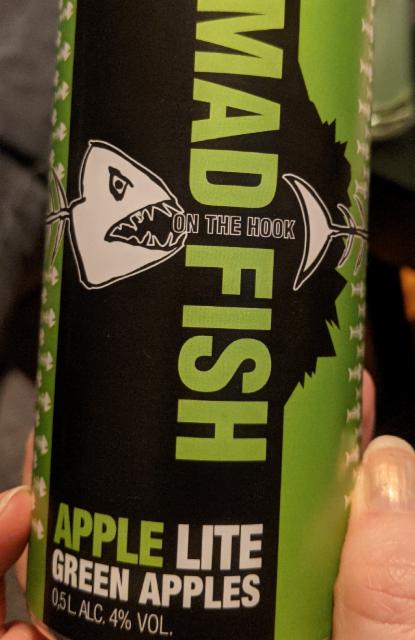 MAD FISH
ON THE HOOK
APPLE LITE
GREEN APPLES
0,5 L ALC. 4% VOL.